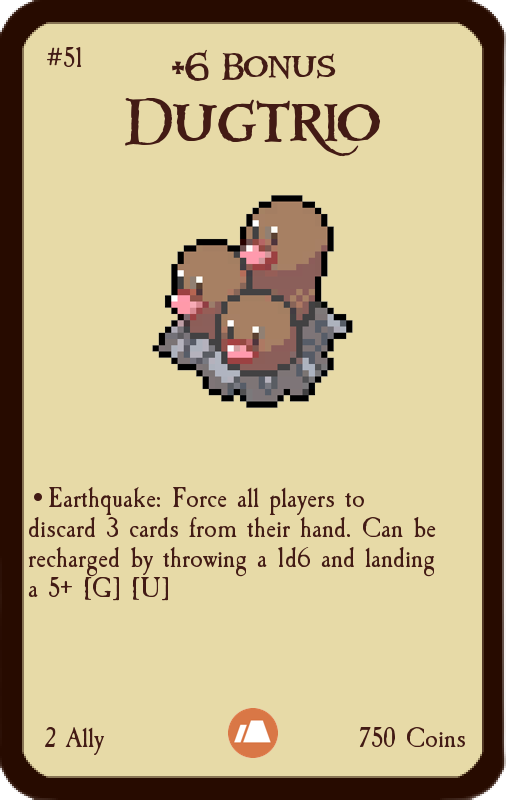 #51
+6 Bonus
Dugtrio
•Earthquake: Force all players to
discard 3 cards from their hand. Can be
recharged by throwing a 1d6 and landing
a 5+ [G] [U]
2 Ally
750 Coins